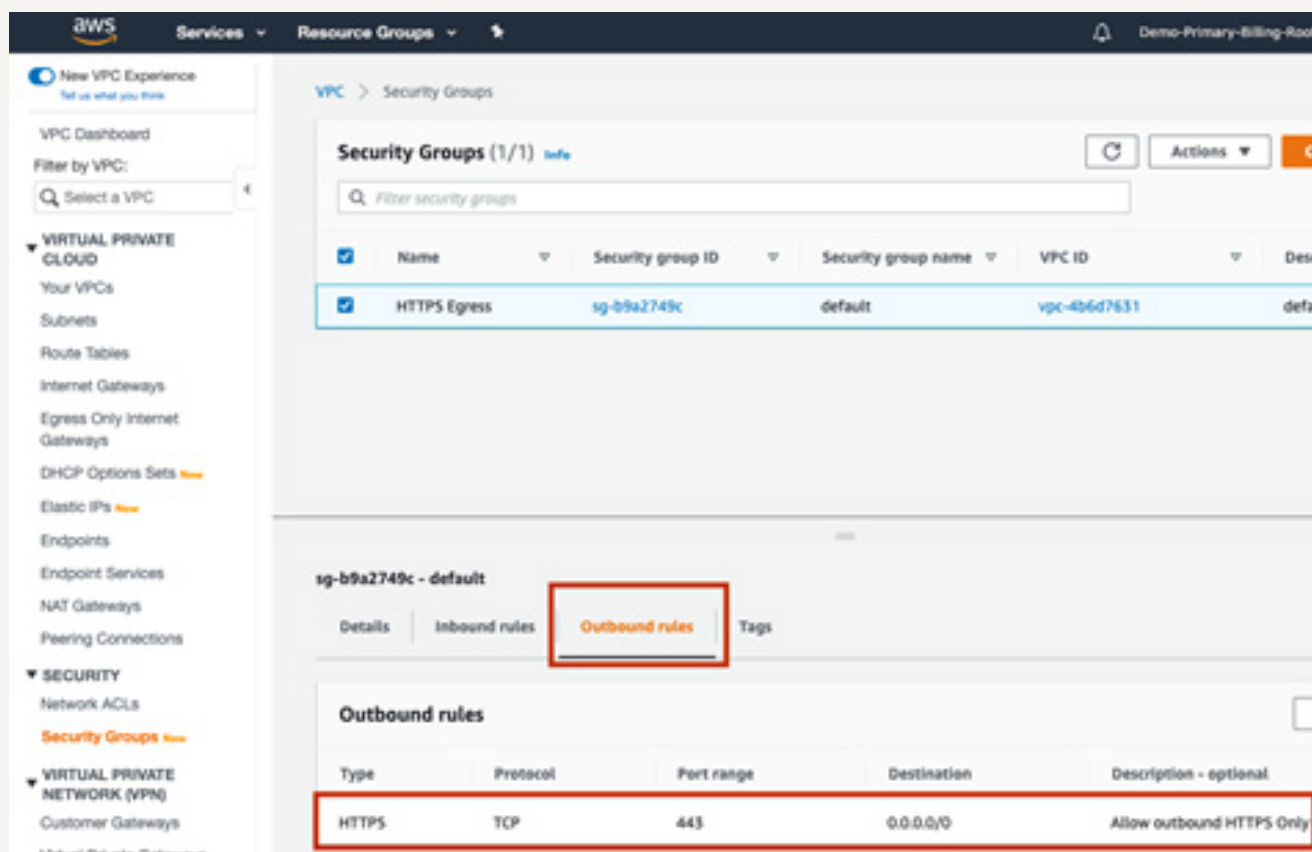 aws
Services
Resource Groups
Demo-Primary-Billing-Root
New VPC Experience
Tell us what you think
VPC Dashboard
Filter by VPC:
Select a VPC
VIRTUAL PRIVATE
CLOUD
Your VPCs
Subnets
Route Tables
Internet Gateways
Egress Only Internet
Gateways
DHCP Options Sets New
Elastic IPs New
Endpoints
Endpoint Services
NAT Gateways
Peering Connections
SECURITY
Network ACLs
Security Groups New
VIRTUAL PRIVATE
NETWORK (VPN)
Customer Gateways
VPC > Security Groups
Security Groups (1/1) Info
Actions
Filter security groups
Name Security group ID Security group name VPC ID
HTTPS Egress sg-b9a2749c default vpc-4b6d7631
sg-b9a2749c - default
Details Inbound rules Outbound rules Tags
Outbound rules
Type Protocol Port range Destination Description - optional
HTTPS TCP 443 0.0.0.0/0 Allow outbound HTTPS Only